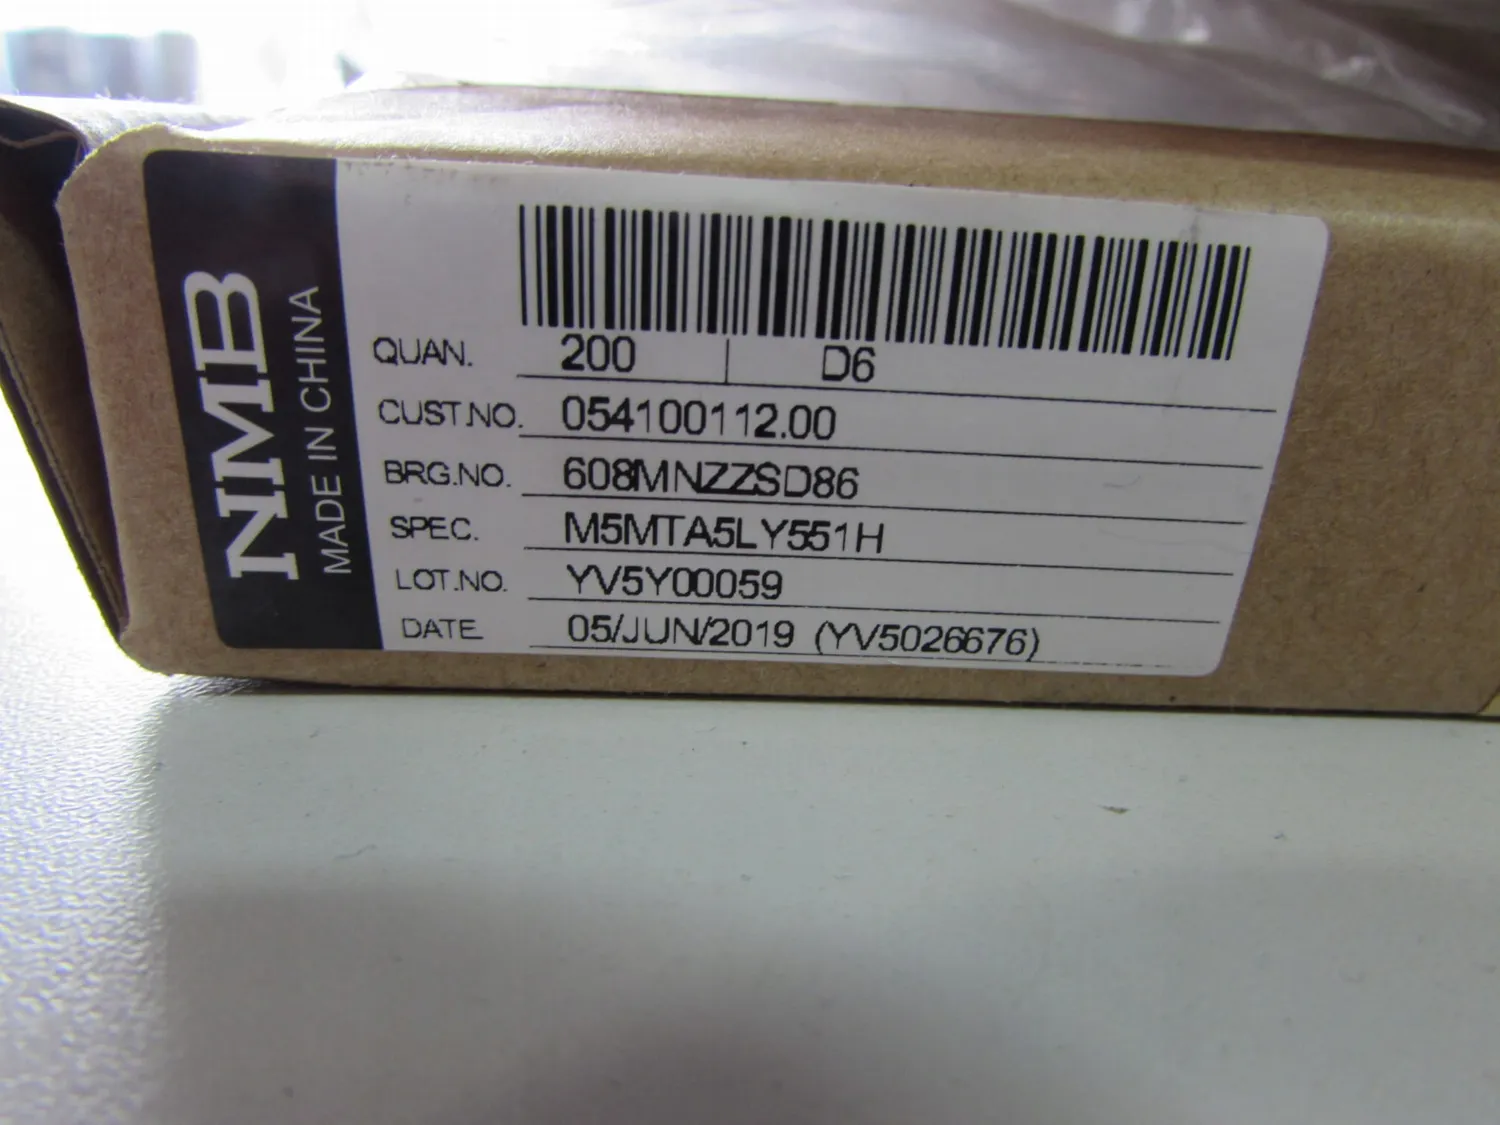 NMB
MADE IN CHINA
QUAN. 200 | D6
CUST.NO. 054100112.00
BRG.NO. 608MNZZSD86
SPEC. M5MTA5LY551H
LOT.NO. YV5Y00059
DATE 05/JUN/2019 (YV5026676)